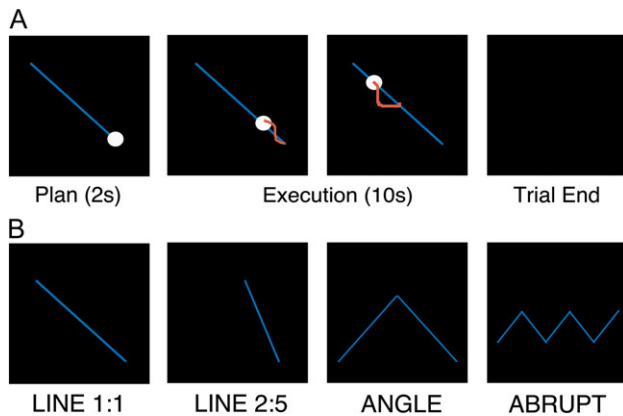 A
Plan (2s) Execution (10s) Trial End
B
LINE 1:1 LINE 2:5 ANGLE ABRUPT